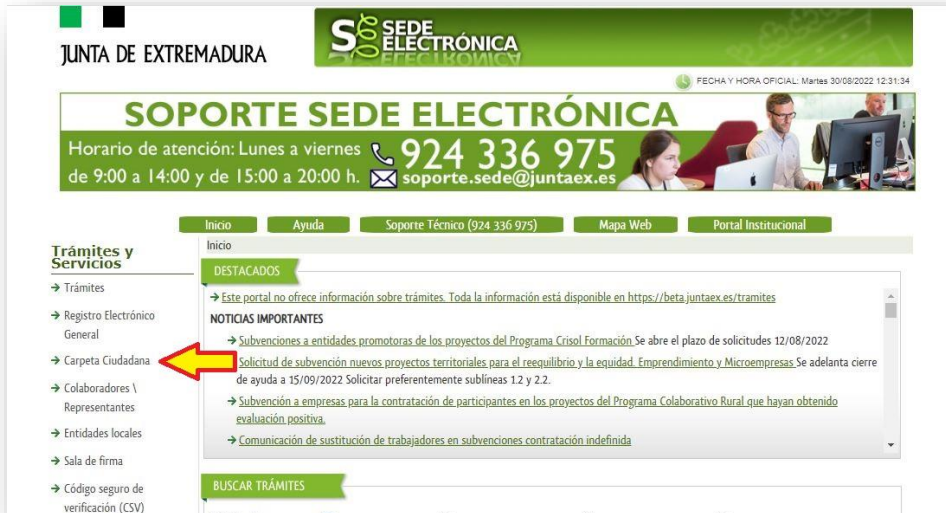 JUNTA DE EXTREMADURA
SEDE
ELECTRÓNICA
FECHA Y HORA OFICIAL: Martes 30/08/2022 12:31:34
SOPORTE SEDE ELECTRÓNICA
Horario de atención: Lunes a viernes
de 9:00 a 14:00 y de 15:00 a 20:00 h.
924 336 975
soporte.sede@juntaex.es
Inicio Ayuda Soporte Técnico (924 336 975) Mapa Web Portal Institucional
Trámites y
Servicios
→ Trámites
→ Registro Electrónico
General
→ Carpeta Ciudadana
→ Colaboradores \
Representantes
→ Entidades locales
→ Sala de firma
→ Código seguro de
verificación (CSV)
Inicio
DESTACADOS
→ Este portal no ofrece información sobre trámites. Toda la información está disponible en https://beta.juntaex.es/tramites
NOTICIAS IMPORTANTES
→ Subvenciones a entidades promotoras de los proyectos del Programa Crisol Formación Se abre el plazo de solicitudes 12/08/2022
Solicitud de subvención nuevos proyectos territoriales para el reequilibrio y la equidad. Emprendimiento y Microempresas Se adelanta cierre
de ayuda a 15/09/2022 Solicitar preferentemente sublíneas 1.2 y 2.2.
→ Subvención a empresas para la contratación de participantes en los proyectos del Programa Colaborativo Rural que hayan obtenido
evaluación positiva.
→ Comunicación de sustitución de trabajadores en subvenciones contratación indefinida
BUSCAR TRÁMITES